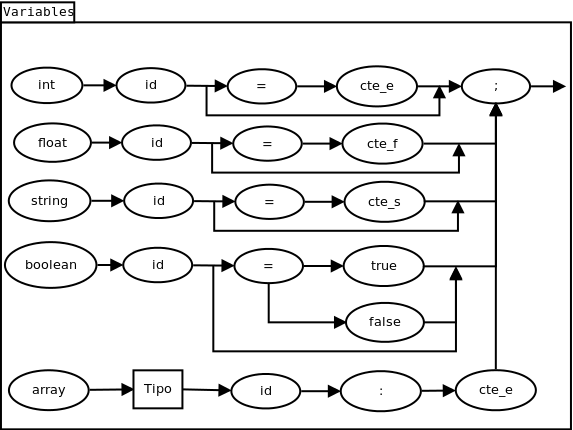 Variables
int id = cte_e ;
float id = cte_f
string id = cte_s
boolean id = true
false
array Tipo id : cte_e